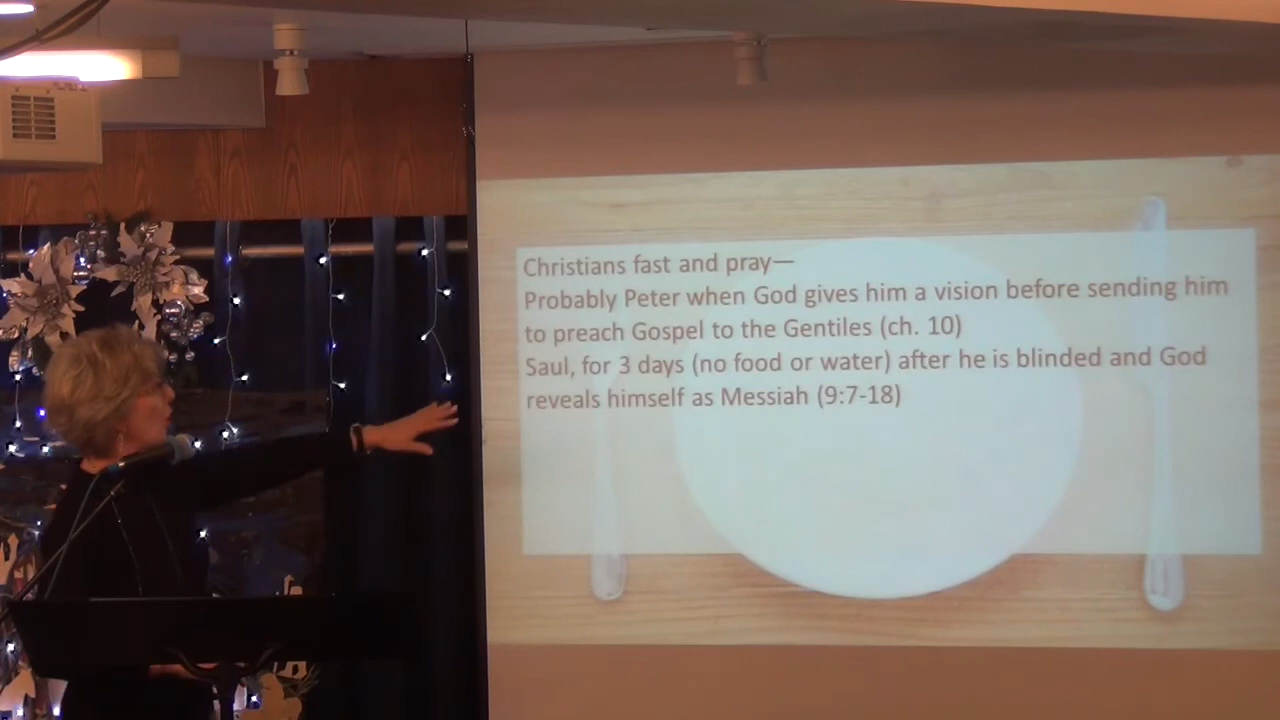 Christians fast and pray—
Probably Peter when God gives him a vision before sending him
to preach Gospel to the Gentiles (ch. 10)
Saul, for 3 days (no food or water) after he is blinded and God
reveals himself as Messiah (9:7-18)